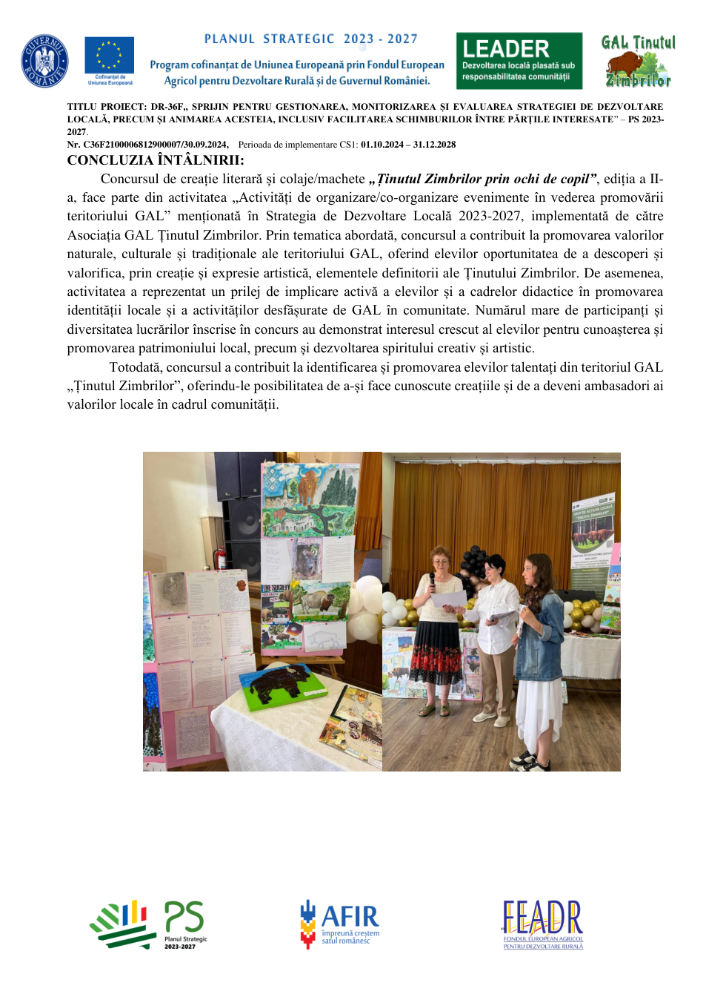 GUVERNUL ROMÂNIEI
Cofinanțat de
Uniunea Europeană
PLANUL STRATEGIC 2023 - 2027
Program cofinanțat de Uniunea Europeană prin Fondul European
Agricol pentru Dezvoltare Rurală și de Guvernul României.
LEADER
Dezvoltarea locală plasată sub
responsabilitatea comunității
GAL Ținutul
Zimbrilor
TITLU PROIECT: DR-36F„ SPRIJIN PENTRU GESTIONAREA, MONITORIZAREA ȘI EVALUAREA STRATEGIEI DE DEZVOLTARE
LOCALĂ, PRECUM ȘI ANIMAREA ACESTEIA, INCLUSIV FACILITAREA SCHIMBURILOR ÎNTRE PĂRȚILE INTERESATE” – PS 2023-
2027.
Nr. C36F2100006812900007/30.09.2024, Perioada de implementare CS1: 01.10.2024 – 31.12.2028
CONCLUZIA ÎNTÂLNIRII:
Concursul de creație literară și colaje/machete „Ținutul Zimbrilor prin ochi de copil”, ediția a II-
a, face parte din activitatea „Activități de organizare/co-organizare evenimente în vederea promovării
teritoriului GAL” menționată în Strategia de Dezvoltare Locală 2023-2027, implementată de către
Asociația GAL Ținutul Zimbrilor. Prin tematica abordată, concursul a contribuit la promovarea valorilor
naturale, culturale și tradiționale ale teritoriului GAL, oferind elevilor oportunitatea de a descoperi și
valorifica, prin creație și expresie artistică, elementele definitorii ale Ținutului Zimbrilor. De asemenea,
activitatea a reprezentat un prilej de implicare activă a elevilor și a cadrelor didactice în promovarea
identității locale și a activităților desfășurate de GAL în comunitate. Numărul mare de participanți și
diversitatea lucrărilor înscrise în concurs au demonstrat interesul crescut al elevilor pentru cunoașterea și
promovarea patrimoniului local, precum și dezvoltarea spiritului creativ și artistic.
Totodată, concursul a contribuit la identificarea și promovarea elevilor talentați din teritoriul GAL
„Ținutul Zimbrilor”, oferindu-le posibilitatea de a-și face cunoscute creațiile și de a deveni ambasadori ai
valorilor locale în cadrul comunității.
THE SOCIETY
BREAKING
NEW
GRUP DE ACȚIUNE LOCALĂ
"ȚINUTUL ZIMBRILOR"
PS
Planul Strategic
2023-2027
AFIR
împreună creștem
satul românesc
FEADR
FONDUL EUROPEAN AGRICOL
PENTRU DEZVOLTARE RURALĂ